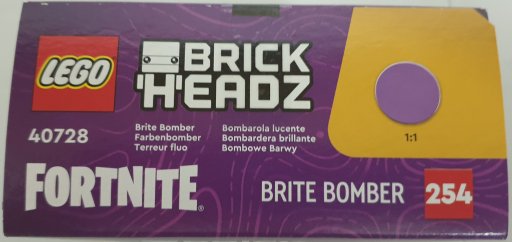 LEGO
BRICK
HEADZ
1:1
40728
Brite Bomber
Farbenbomber
Terreur fluo
Bombarola lucente
Bombardera brillante
Bombowe Barwy
FORTNITE
BRITE BOMBER
254